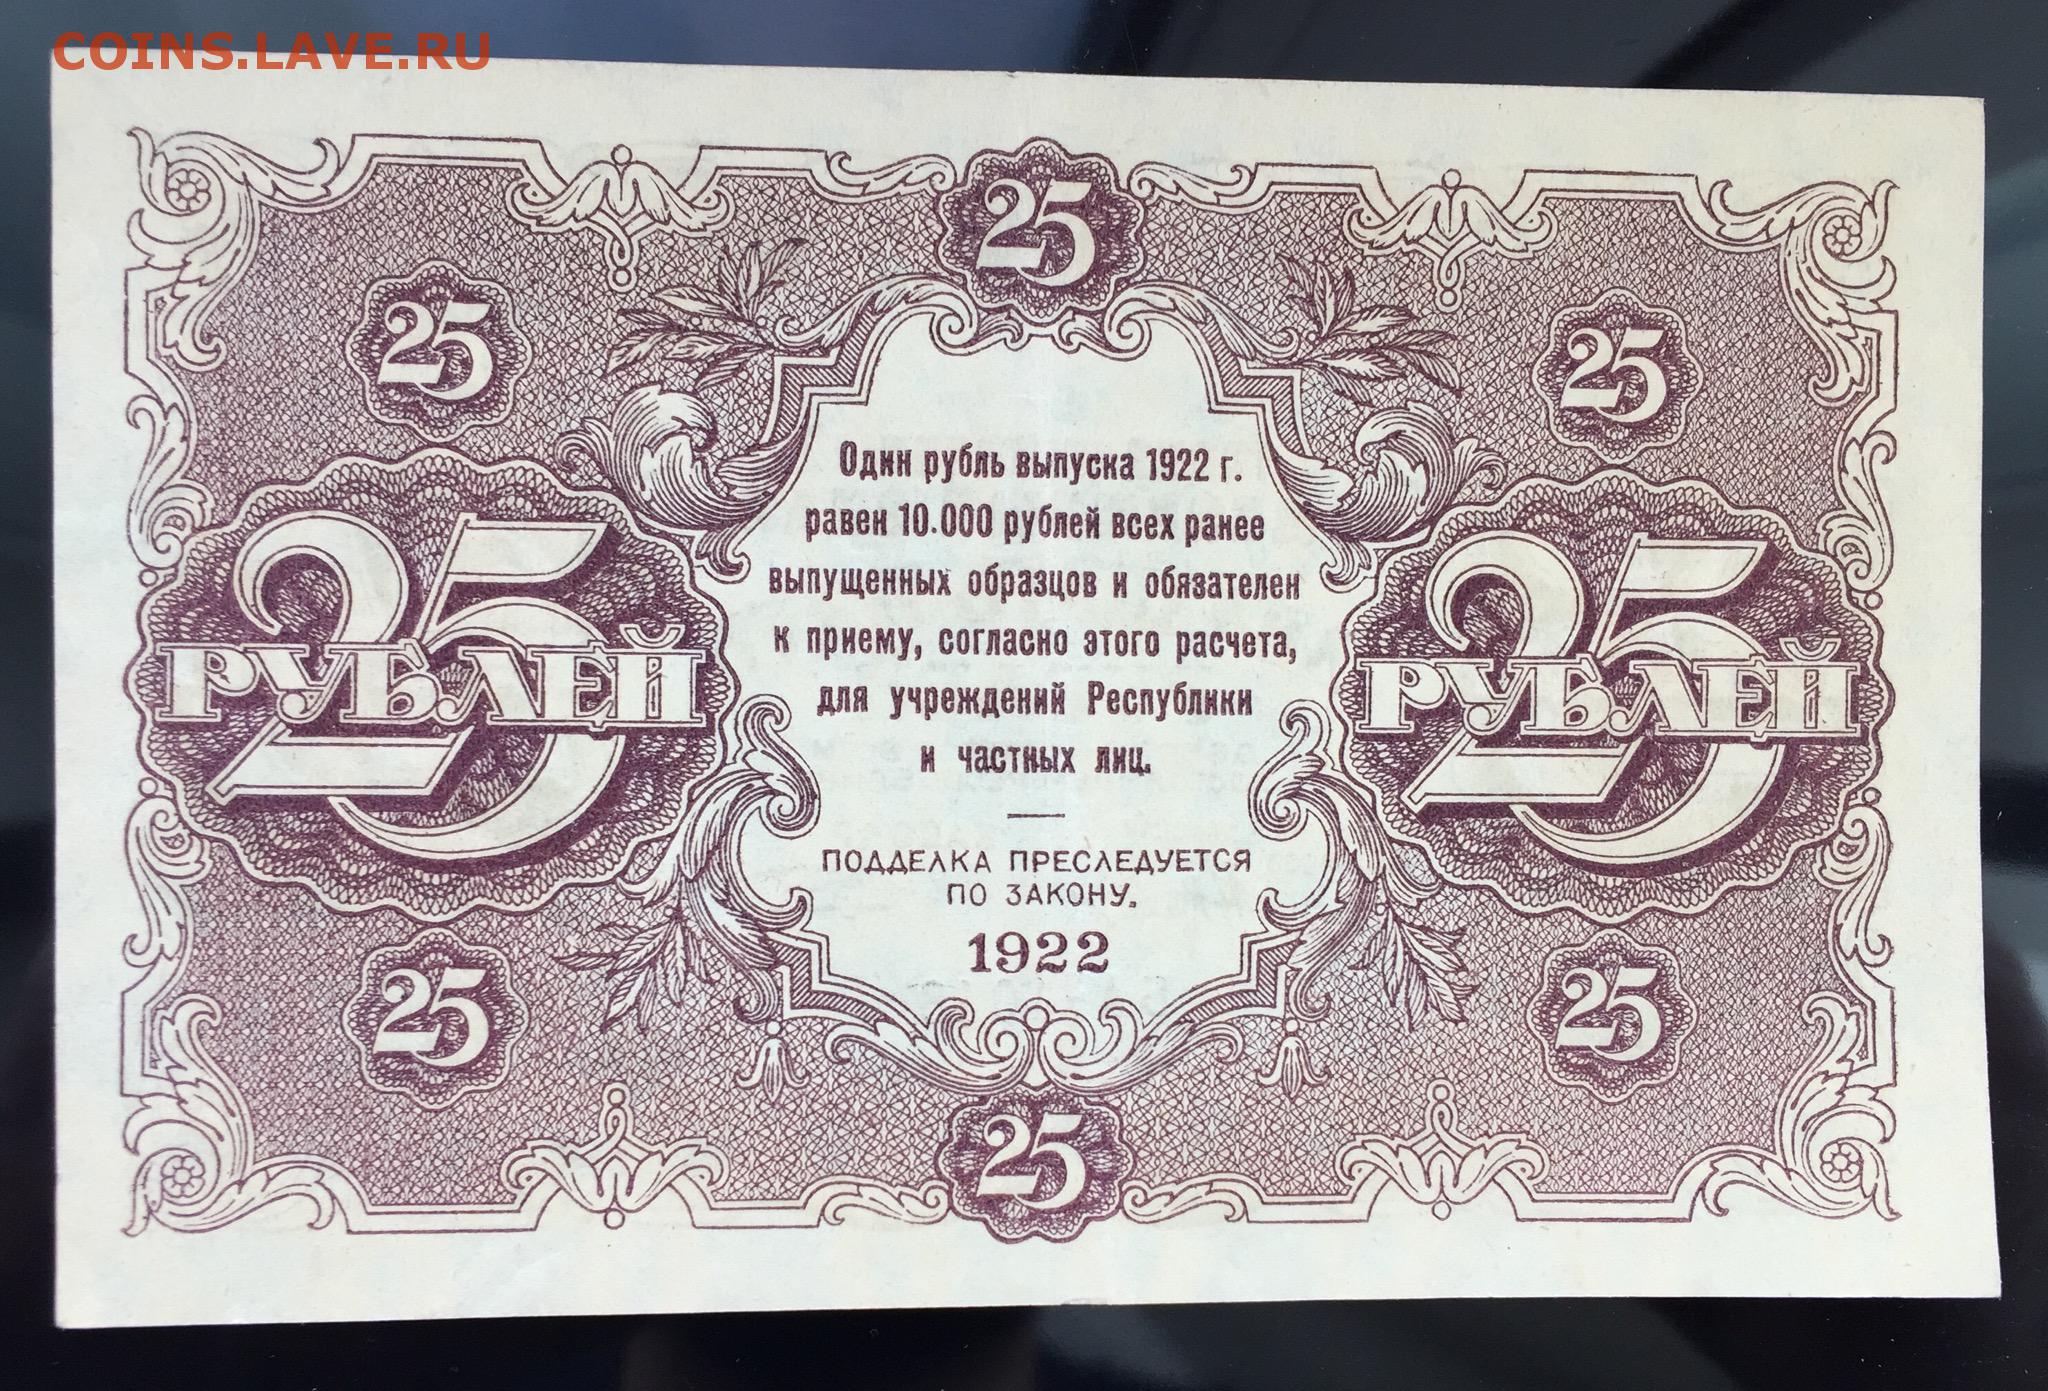 COINS.LAVE.RU
25
25
25
Один рубль выпуска 1922 г.
равен 10.000 рублей всех ранее
выпущенных образцов и обязателен
к приему, согласно этого расчета,
для учреждений Республики
и частных лиц.
25
РУБЛЕЙ
25
РУБЛЕЙ
ПОДДЕЛКА ПРЕСЛЕДУЕТСЯ
ПО ЗАКОНУ.
1922
25
25
25